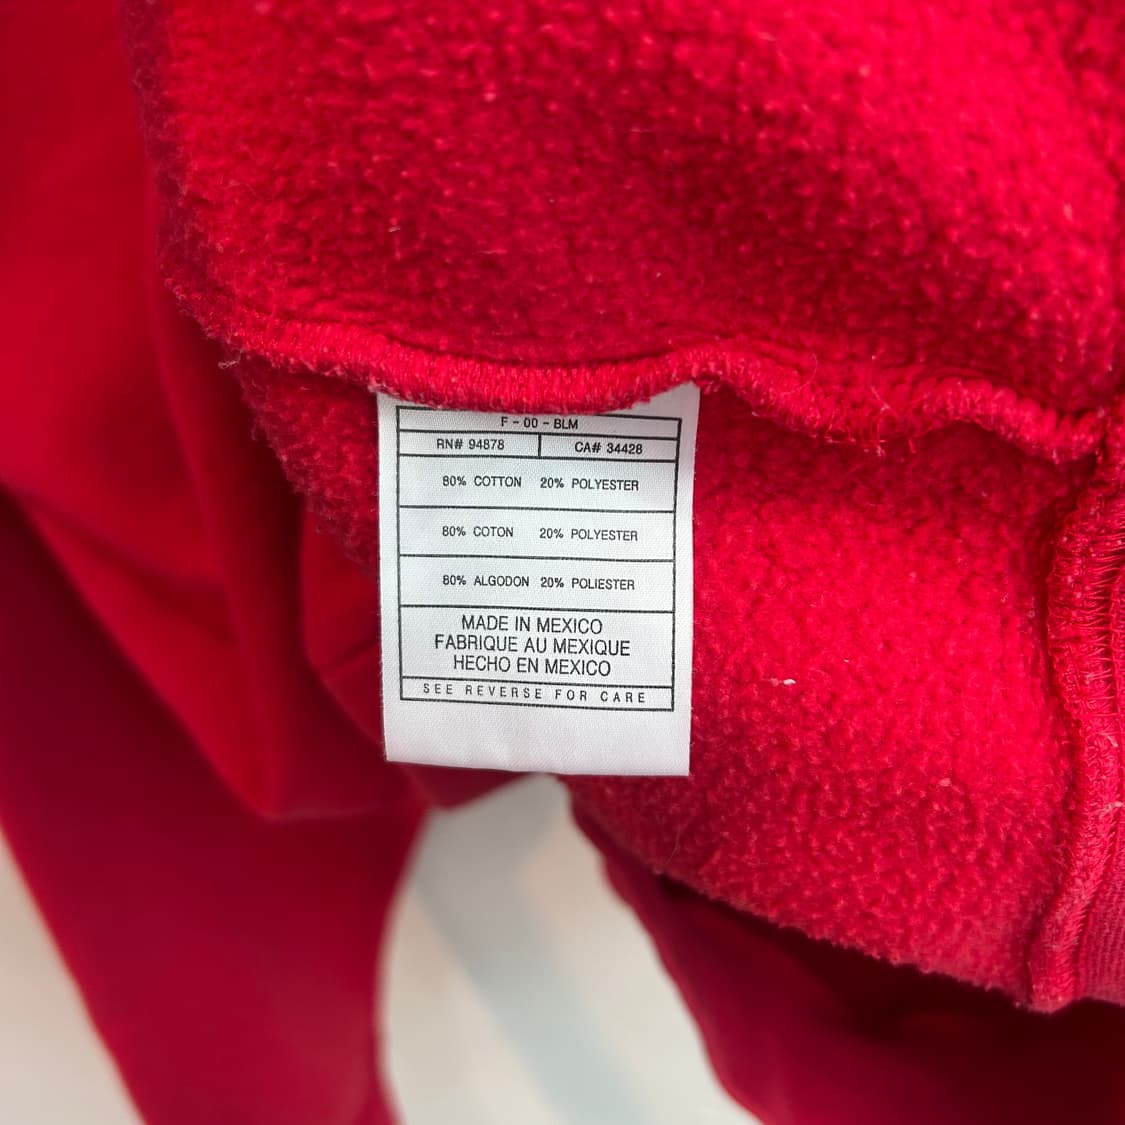 F - 00 - BLM
RN# 94878 CA# 34428
80% COTTON 20% POLYESTER
80% COTON 20% POLYESTER
80% ALGODON 20% POLIESTER
MADE IN MEXICO
FABRIQUE AU MEXIQUE
HECHO EN MEXICO
SEE REVERSE FOR CARE